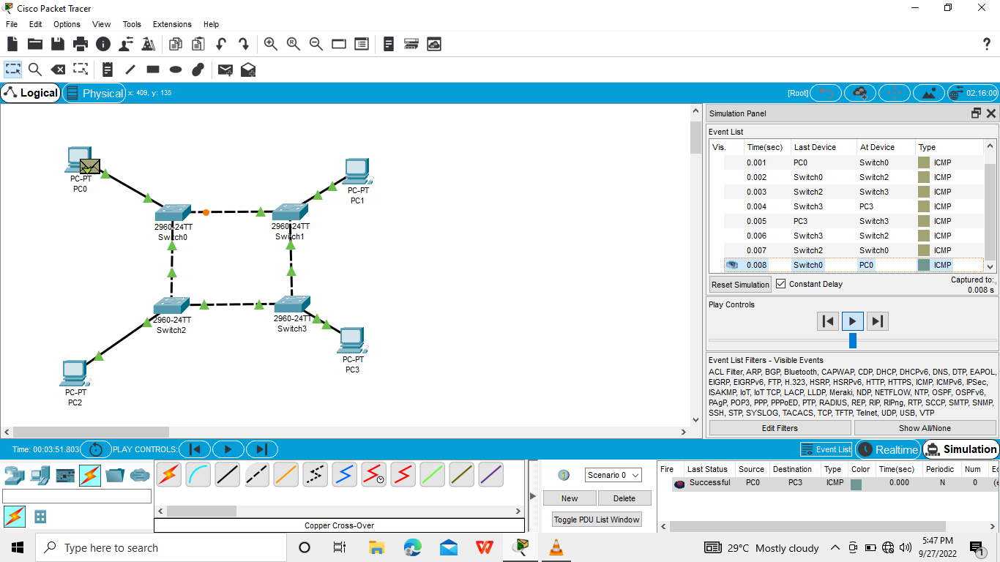 Cisco Packet Tracer
File Edit Options View Tools Extensions Help
?
Logical
Physical
x: 409, y: 135
[Root]
02:16:00
PC-PT
PC0
PC-PT
PC1
2960-24TT
Switch0
2960-24TT
Switch1
2960-24TT
Switch2
2960-24TT
Switch3
PC-PT
PC3
PC-PT
PC2
Simulation Panel
Event List
Vis. Time(sec) Last Device At Device Type
0.001 PC0 Switch0 ICMP
0.002 Switch0 Switch2 ICMP
0.003 Switch2 Switch3 ICMP
0.004 Switch3 PC3 ICMP
0.005 PC3 Switch3 ICMP
0.006 Switch3 Switch2 ICMP
0.007 Switch2 Switch0 ICMP
0.008 Switch0 PC0 ICMP
Reset Simulation
Constant Delay
Captured to:
0.008 s
Play Controls
Event List Filters - Visible Events
ACL Filter, ARP, BGP, Bluetooth, CAPWAP, CDP, DHCP, DHCPv6, DNS, DTP, EAPOL,
EIGRP, EIGRPv6, FTP, H.323, HSRP, HSRPv6, HTTP, HTTPS, ICMP, ICMPv6, IPSec,
ISAKMP, IoT, IoT TCP, LACP, LLDP, Meraki, NDP, NETFLOW, NTP, OSPF, OSPFv6,
PAgP, POP3, PPP, PPPoED, PTP, RADIUS, REP, RIP, RIPng, RTP, SCCP, SMTP, SNMP,
SSH, STP, SYSLOG, TACACS, TCP, TFTP, Telnet, UDP, USB, VTP
Edit Filters
Show All/None
Time: 00:03:51.803
PLAY CONTROLS:
Event List
Realtime
Simulation
Copper Cross-Over
Scenario 0
New
Delete
Toggle PDU List Window
Fire Last Status Source Destination Type Color Time(sec) Periodic Num
Successful PC0 PC3 ICMP 0.000 N 0
Type here to search
29°C Mostly cloudy
5:47 PM
9/27/2022
1